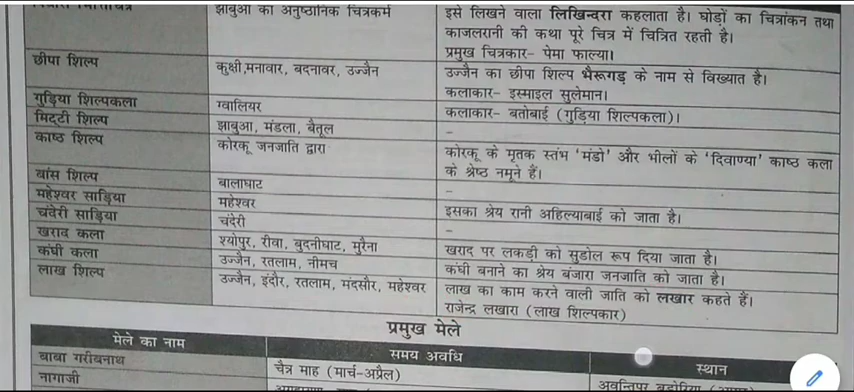 झाबुआ का अनुष्ठानिक चित्रकर्म
इसे लिखने वाला लिखिन्दरा कहलाता है। घोड़ों का चित्रांकन तथा
काजलरानी की कथा पूरे चित्र में चित्रित रहती है।
प्रमुख चित्रकार- पेमा फाल्या।
छीपा शिल्प
कुक्षी,मनावार, बदनावर, उज्जैन
उज्जैन का छीपा शिल्प भैरूगड़ के नाम से विख्यात है।
कलाकार- इस्माइल सुलेमान।
गुड़िया शिल्पकला
ग्वालियर
कलाकार- बतोबाई (गुड़िया शिल्पकला)।
मिट्टी शिल्प
झाबुआ, मंडला, बैतूल
-
काष्ठ शिल्प
कोरकू जनजाति द्वारा
कोरकू के मृतक स्तंभ 'मंडो' और भीलों के 'दिवाण्या' काष्ठ कला
के श्रेष्ठ नमूने हैं।
बांस शिल्प
बालाघाट
-
महेश्वर साड़िया
महेश्वर
इसका श्रेय रानी अहिल्याबाई को जाता है।
चंदेरी साड़िया
चंदेरी
-
खराद कला
श्योपुर, रीवा, बुदनीघाट, मुरैना
खराद पर लकड़ी को सुडोल रूप दिया जाता है।
कंघी कला
उज्जैन, रतलाम, नीमच
कंघी बनाने का श्रेय बंजारा जनजाति को जाता है।
लाख शिल्प
उज्जैन, इंदौर, रतलाम, मंदसौर, महेश्वर
लाख का काम करने वाली जाति को लखार कहते हैं।
राजेन्द्र लखारा (लाख शिल्पकार)
प्रमुख मेले
मेले का नाम
समय अवधि
स्थान
बाबा गरीबनाथ
चैत्र माह (मार्च-अप्रैल)
नागाजी